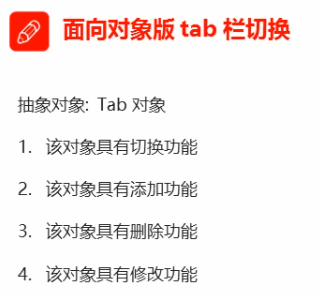 面向对象版 tab 栏切换
抽象对象: Tab 对象
1. 该对象具有切换功能
2. 该对象具有添加功能
3. 该对象具有删除功能
4. 该对象具有修改功能